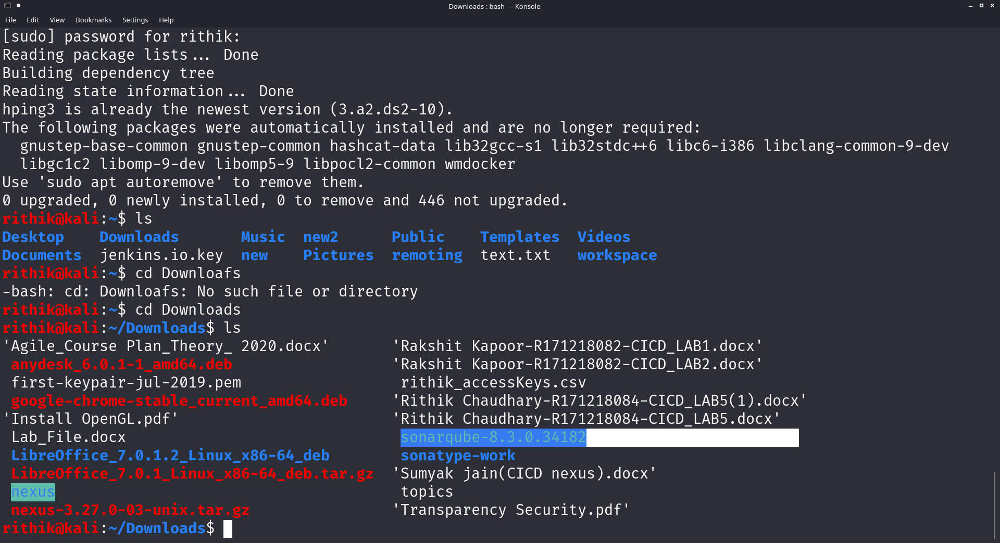 Downloads : bash — Konsole
File Edit View Bookmarks Settings Help
[sudo] password for rithik:
Reading package lists... Done
Building dependency tree
Reading state information... Done
hping3 is already the newest version (3.a2.ds2-10).
The following packages were automatically installed and are no longer required:
  gnustep-base-common gnustep-common hashcat-data lib32gcc-s1 lib32stdc++6 libc6-i386 libclang-common-9-dev
  libgc1c2 libomp-9-dev libomp5-9 libpocl2-common wmdocker
Use 'sudo apt autoremove' to remove them.
0 upgraded, 0 newly installed, 0 to remove and 446 not upgraded.
rithik@kali:~$ ls
Desktop    Downloads       Music  new2      Public    Templates  Videos
Documents  jenkins.io.key  new    Pictures  remoting  text.txt   workspace
rithik@kali:~$ cd Downloafs
-bash: cd: Downloafs: No such file or directory
rithik@kali:~$ cd Downloads
rithik@kali:~/Downloads$ ls
'Agile_Course Plan_Theory_ 2020.docx'       'Rakshit Kapoor-R171218082-CICD_LAB1.docx'
 anydesk_6.0.1-1_amd64.deb                  'Rakshit Kapoor-R171218082-CICD_LAB2.docx'
 first-keypair-jul-2019.pem                  rithik_accessKeys.csv
 google-chrome-stable_current_amd64.deb     'Rithik Chaudhary-R171218084-CICD_LAB5(1).docx'
'Install OpenGL.pdf'                        'Rithik Chaudhary-R171218084-CICD_LAB5.docx'
 Lab_File.docx                               sonarqube-8.3.0.34182
 LibreOffice_7.0.1.2_Linux_x86-64_deb        sonatype-work
 LibreOffice_7.0.1_Linux_x86-64_deb.tar.gz  'Sumyak jain(CICD nexus).docx'
 nexus                                       topics
 nexus-3.27.0-03-unix.tar.gz                'Transparency Security.pdf'
rithik@kali:~/Downloads$